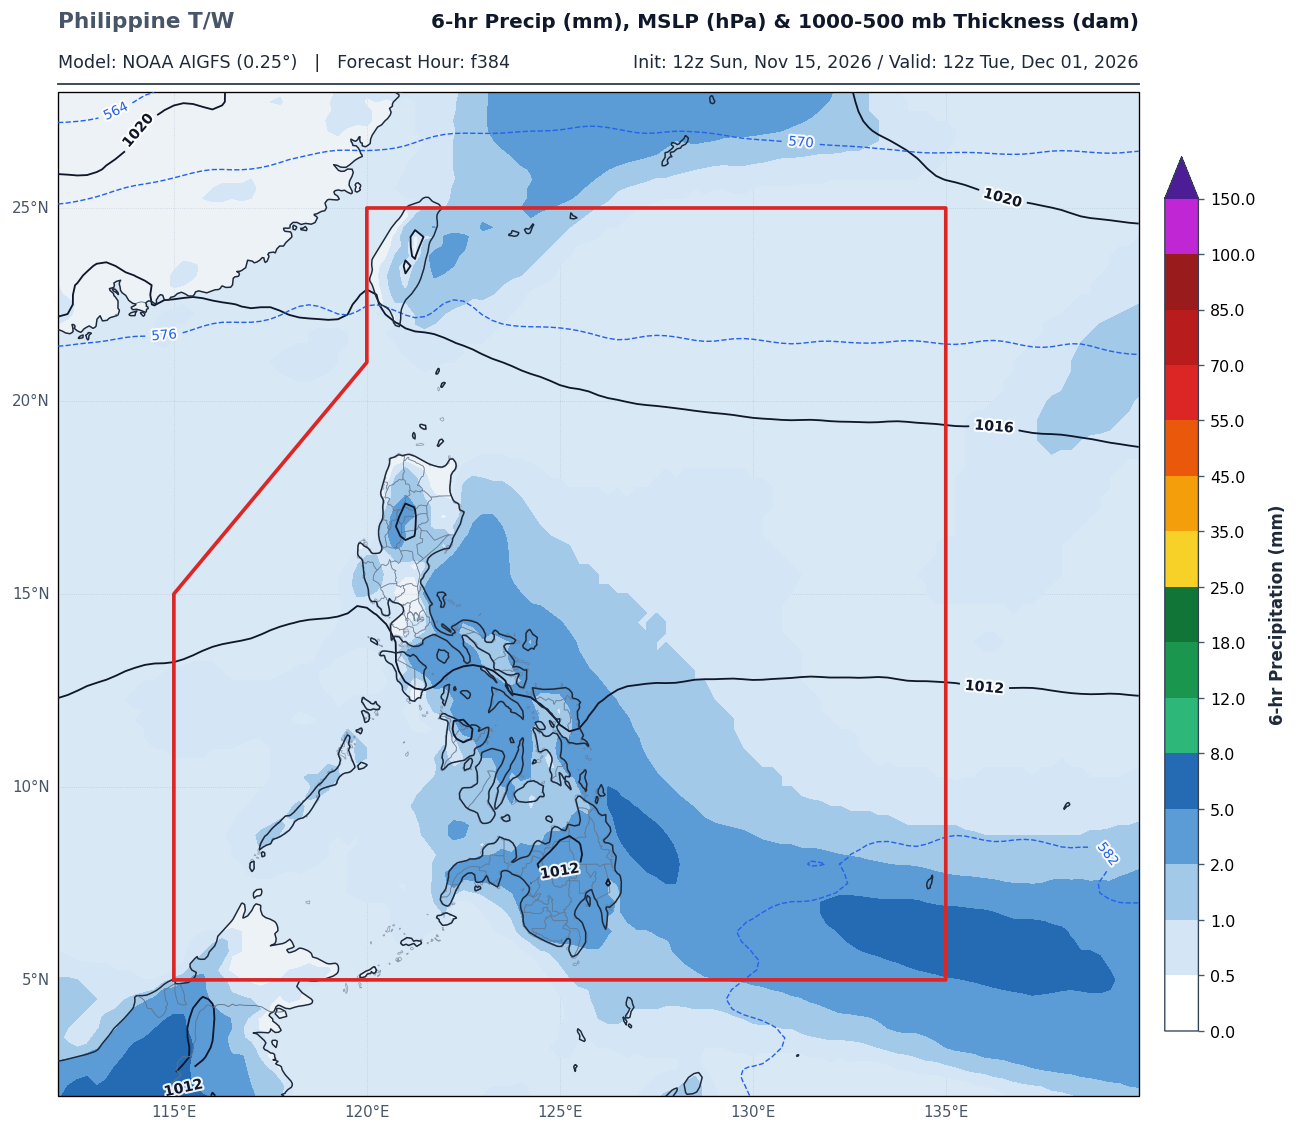 Philippine T/W
6-hr Precip (mm), MSLP (hPa) & 1000-500 mb Thickness (dam)
Model: NOAA AIGFS (0.25°) | Forecast Hour: f384
Init: 12z Sun, Nov 15, 2026 / Valid: 12z Tue, Dec 01, 2026
564
1020
570
1020
25°N
576
20°N
1016
15°N
1012
10°N
582
1012
5°N
1012
115°E
120°E
125°E
130°E
135°E
150.0
100.0
85.0
70.0
55.0
45.0
35.0
25.0
18.0
12.0
8.0
5.0
2.0
1.0
0.5
0.0
6-hr Precipitation (mm)